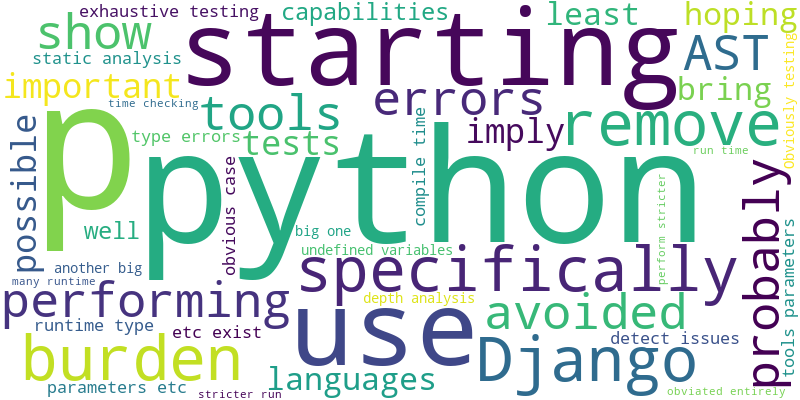 exhaustive testing
capabilities
least
hoping
show
starting
AST
static analysis
important
time checking
tools
errors
bring
Obviously testing
p
python
type errors
tests
compile time
imply
remove
run time
possible
well
obvious case
big one
undefined variables
perform stricter
probably
another big
many runtime
specifically
tools parameters
performing
depth analysis
use
avoided
runtime type
etc exist
burden
Django
detect issues
parameters etc
stricter run
languages
obviated entirely